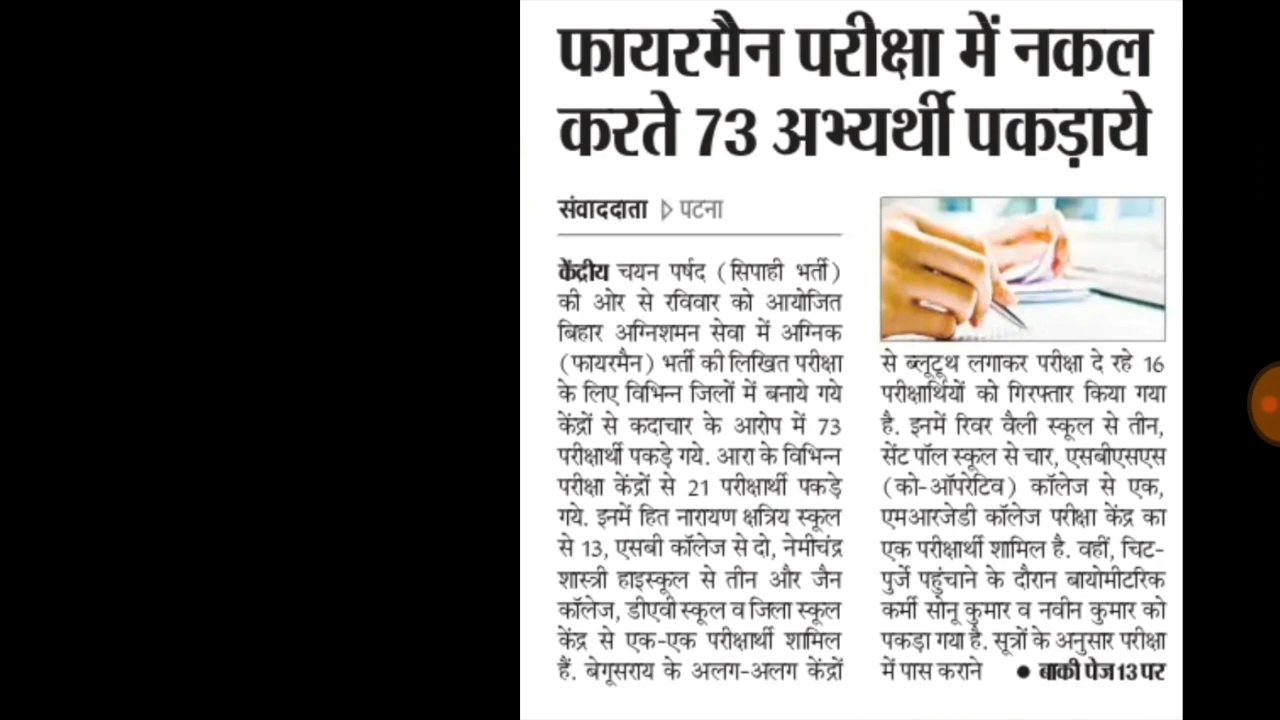 फायरमैन परीक्षा में नकल
करते 73 अभ्यर्थी पकड़ाये
संवाददाता ▷ पटना
केंद्रीय चयन पर्षद (सिपाही भर्ती)
की ओर से रविवार को आयोजित
बिहार अग्निशमन सेवा में अग्निक
(फायरमैन) भर्ती की लिखित परीक्षा
के लिए विभिन्न जिलों में बनाये गये
केंद्रों से कदाचार के आरोप में 73
परीक्षार्थी पकड़े गये. आरा के विभिन्न
परीक्षा केंद्रों से 21 परीक्षार्थी पकड़े
गये. इनमें हित नारायण क्षत्रिय स्कूल
से 13, एसबी कॉलेज से दो, नेमीचंद्र
शास्त्री हाइस्कूल से तीन और जैन
कॉलेज, डीएवी स्कूल व जिला स्कूल
केंद्र से एक-एक परीक्षार्थी शामिल
हैं. बेगूसराय के अलग-अलग केंद्रों
से ब्लूटूथ लगाकर परीक्षा दे रहे 16
परीक्षार्थियों को गिरफ्तार किया गया
है. इनमें रिवर वैली स्कूल से तीन,
सेंट पॉल स्कूल से चार, एसबीएसएस
(को-ऑपरेटिव) कॉलेज से एक,
एमआरजेडी कॉलेज परीक्षा केंद्र का
एक परीक्षार्थी शामिल है. वहीं, चिट-
पुर्जे पहुंचाने के दौरान बायोमीटरिक
कर्मी सोनू कुमार व नवीन कुमार को
पकड़ा गया है. सूत्रों के अनुसार परीक्षा
में पास कराने ● बाकी पेज 13 पर